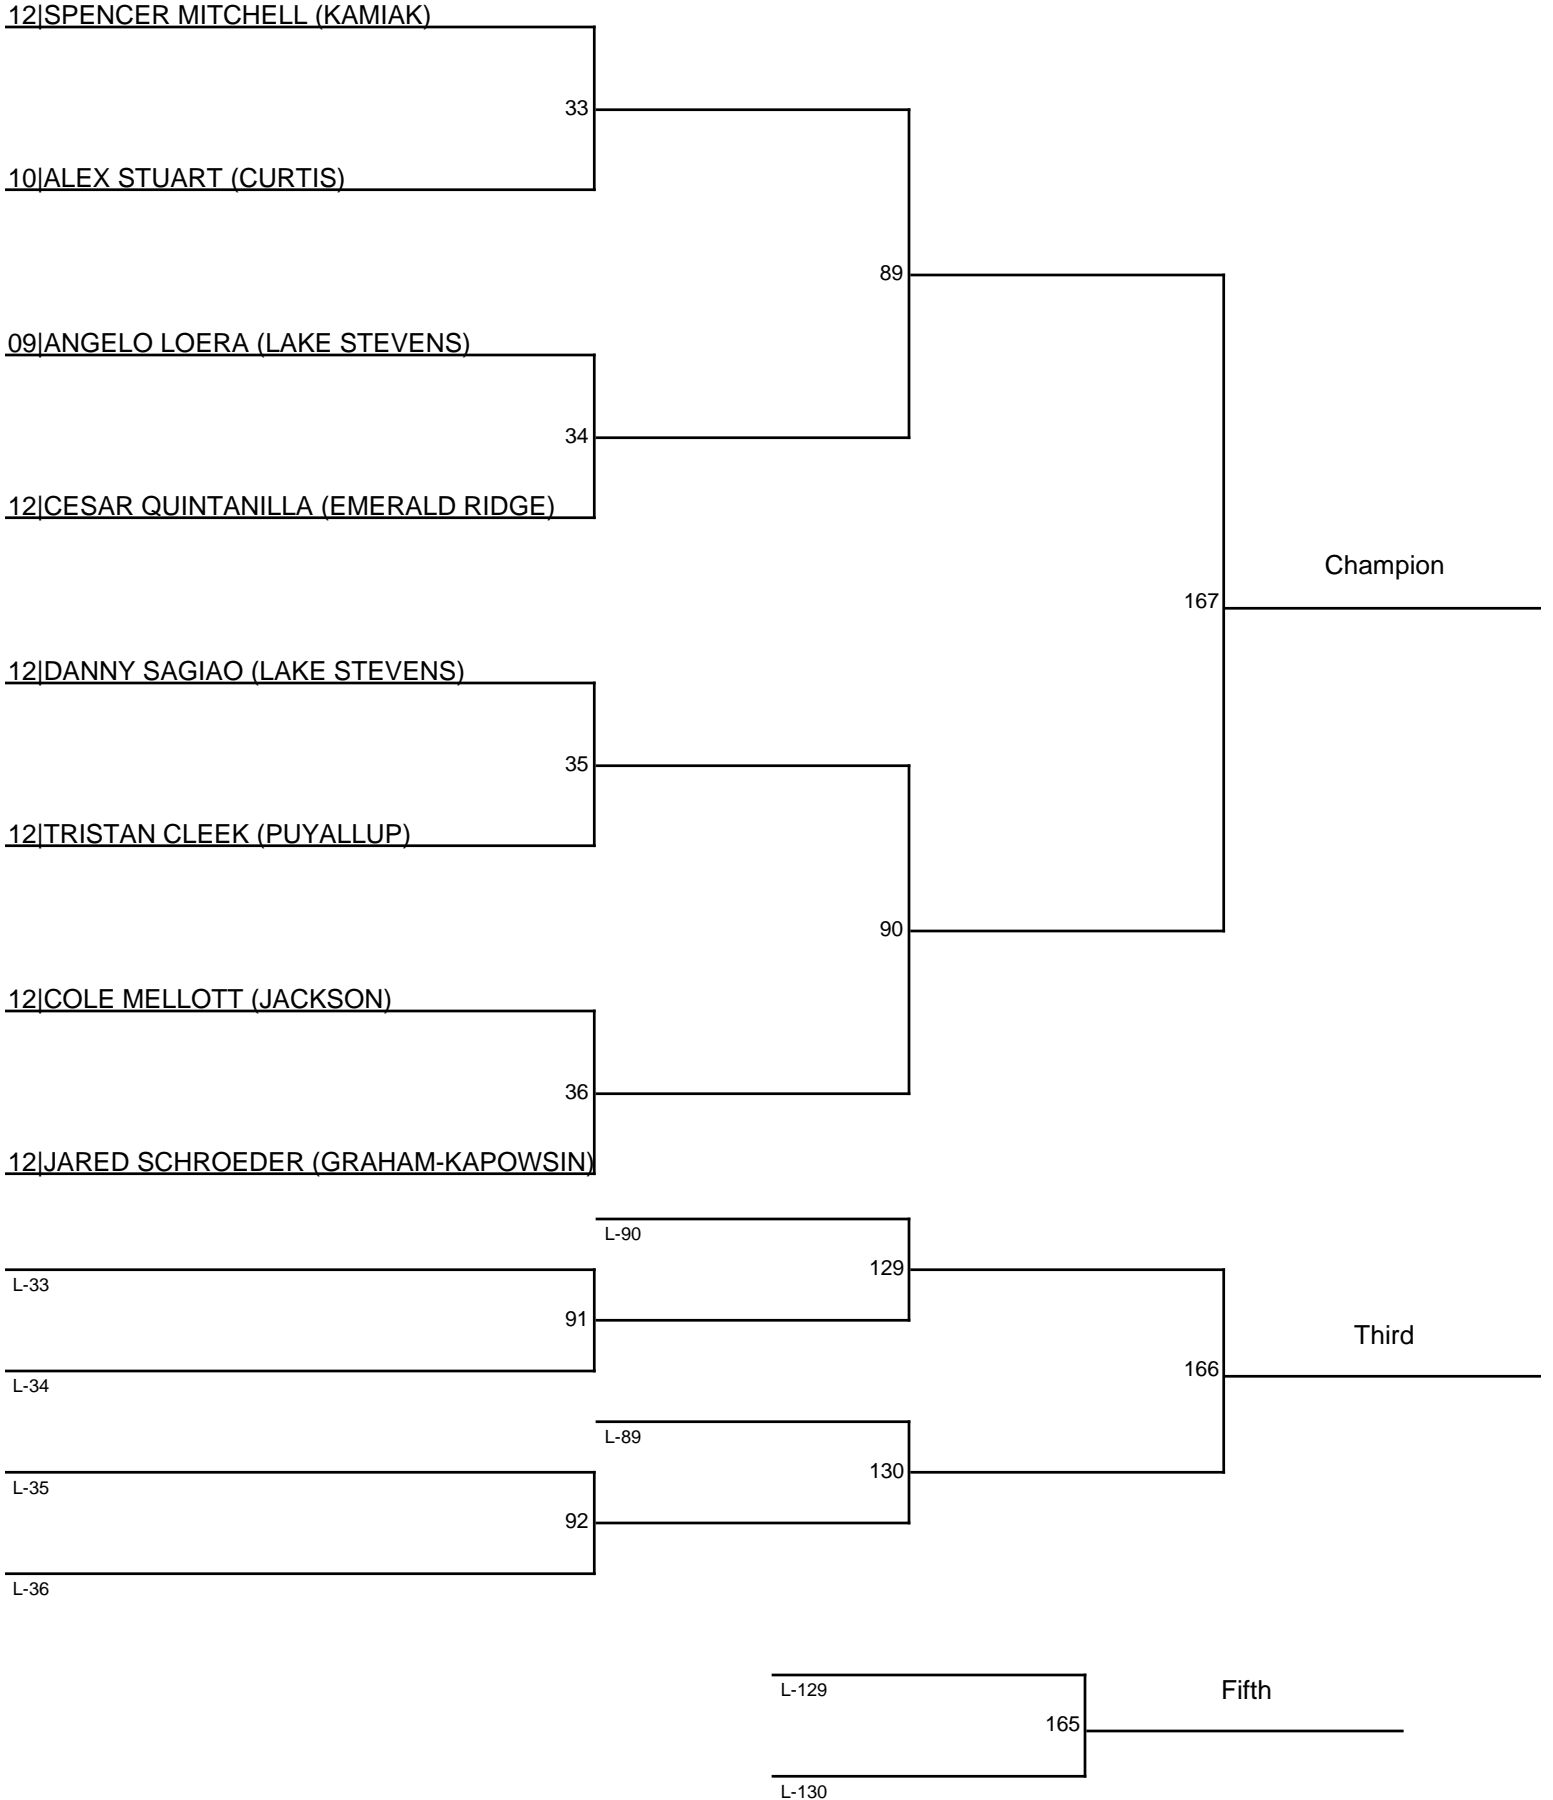 12|SPENCER MITCHELL (KAMIAK)
33
10|ALEX STUART (CURTIS)
89
09|ANGELO LOERA (LAKE STEVENS)
34
12|CESAR QUINTANILLA (EMERALD RIDGE)
Champion
167
12|DANNY SAGIAO (LAKE STEVENS)
35
12|TRISTAN CLEEK (PUYALLUP)
90
12|COLE MELLOTT (JACKSON)
36
12|JARED SCHROEDER (GRAHAM-KAPOWSIN)
L-90
129
L-33
91
Third
166
L-34
L-89
130
L-35
92
L-36
L-129
Fifth
165
L-130